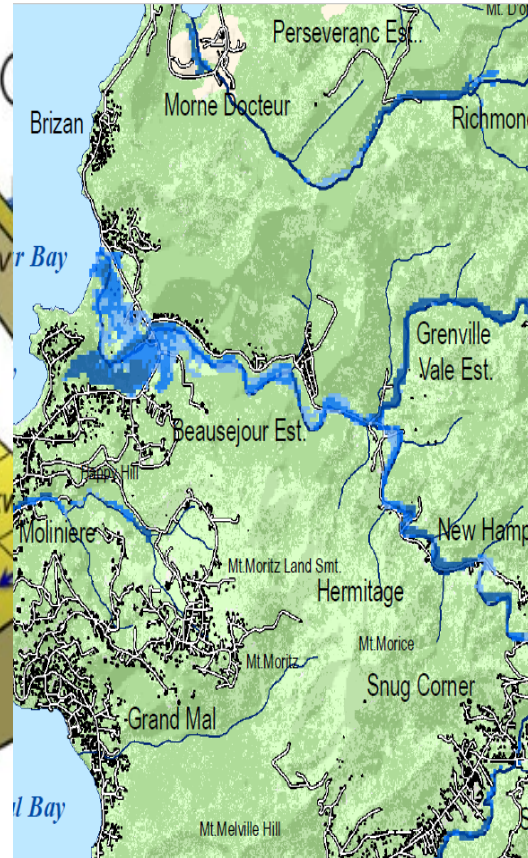 Mt. D'o
Perseveranc Est..
Morne Docteur
Richmond
Brizan
r Bay
Grenville
Vale Est.
Beausejour Est.
Happy Hill
Moliniere
New Hamp
Mt.Moritz Land Smt.
Hermitage
Mt.Morice
Mt.Moritz
Snug Corner
Grand Mal
l Bay
Mt.Melville Hill